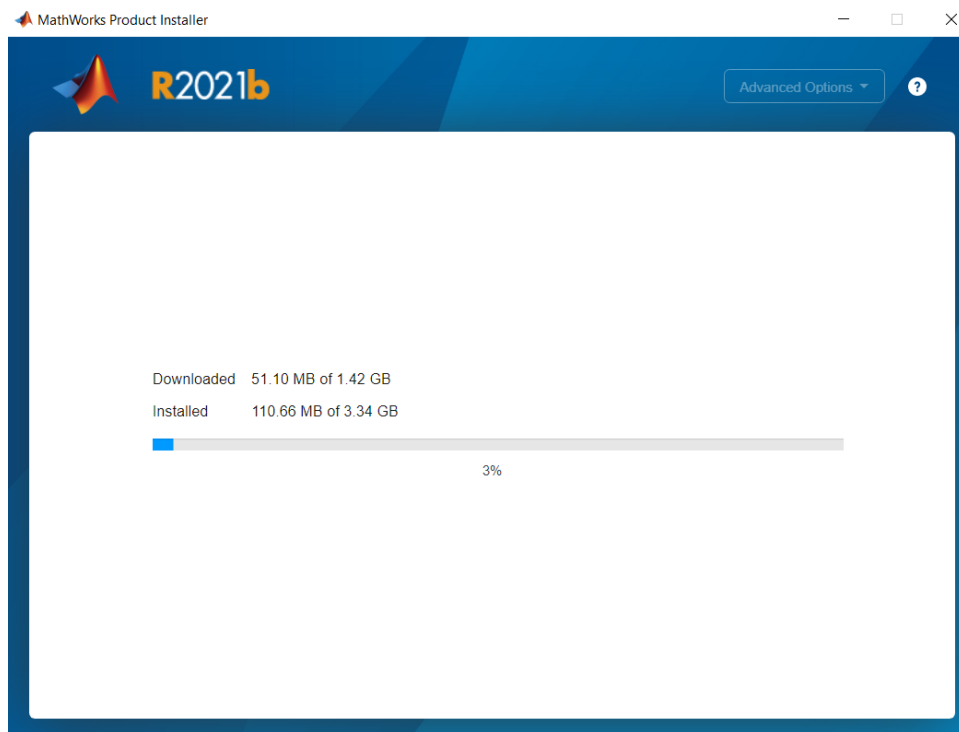 MathWorks Product Installer
R2021b
Advanced Options
?
Downloaded 51.10 MB of 1.42 GB
Installed 110.66 MB of 3.34 GB
3%